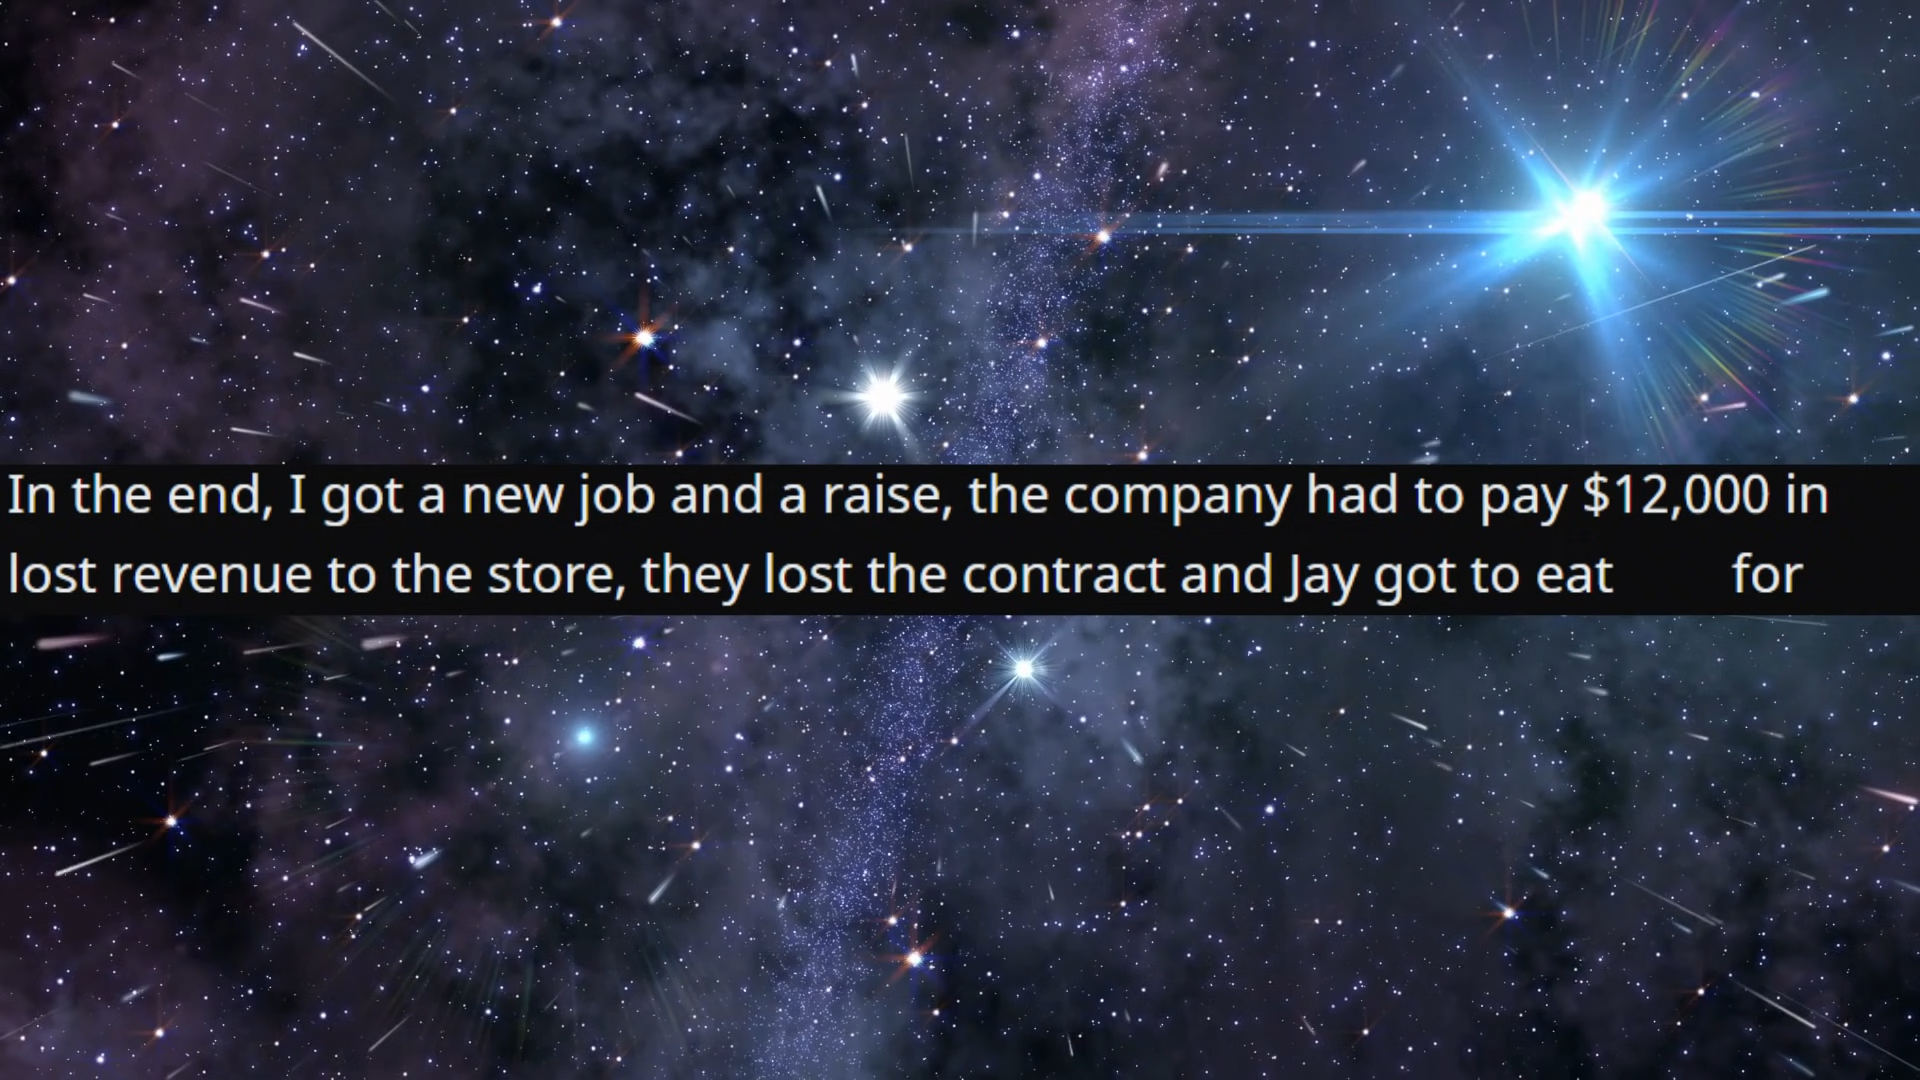 In the end, I got a new job and a raise, the company had to pay $12,000 in
lost revenue to the store, they lost the contract and Jay got to eat for